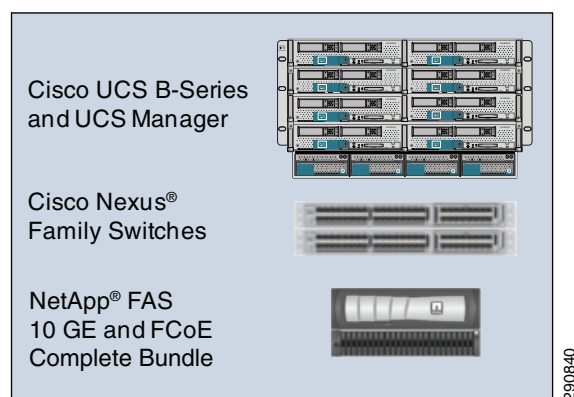 Cisco UCS B-Series
and UCS Manager
Cisco Nexus®
Family Switches
NetApp® FAS
10 GE and FCoE
Complete Bundle
290840